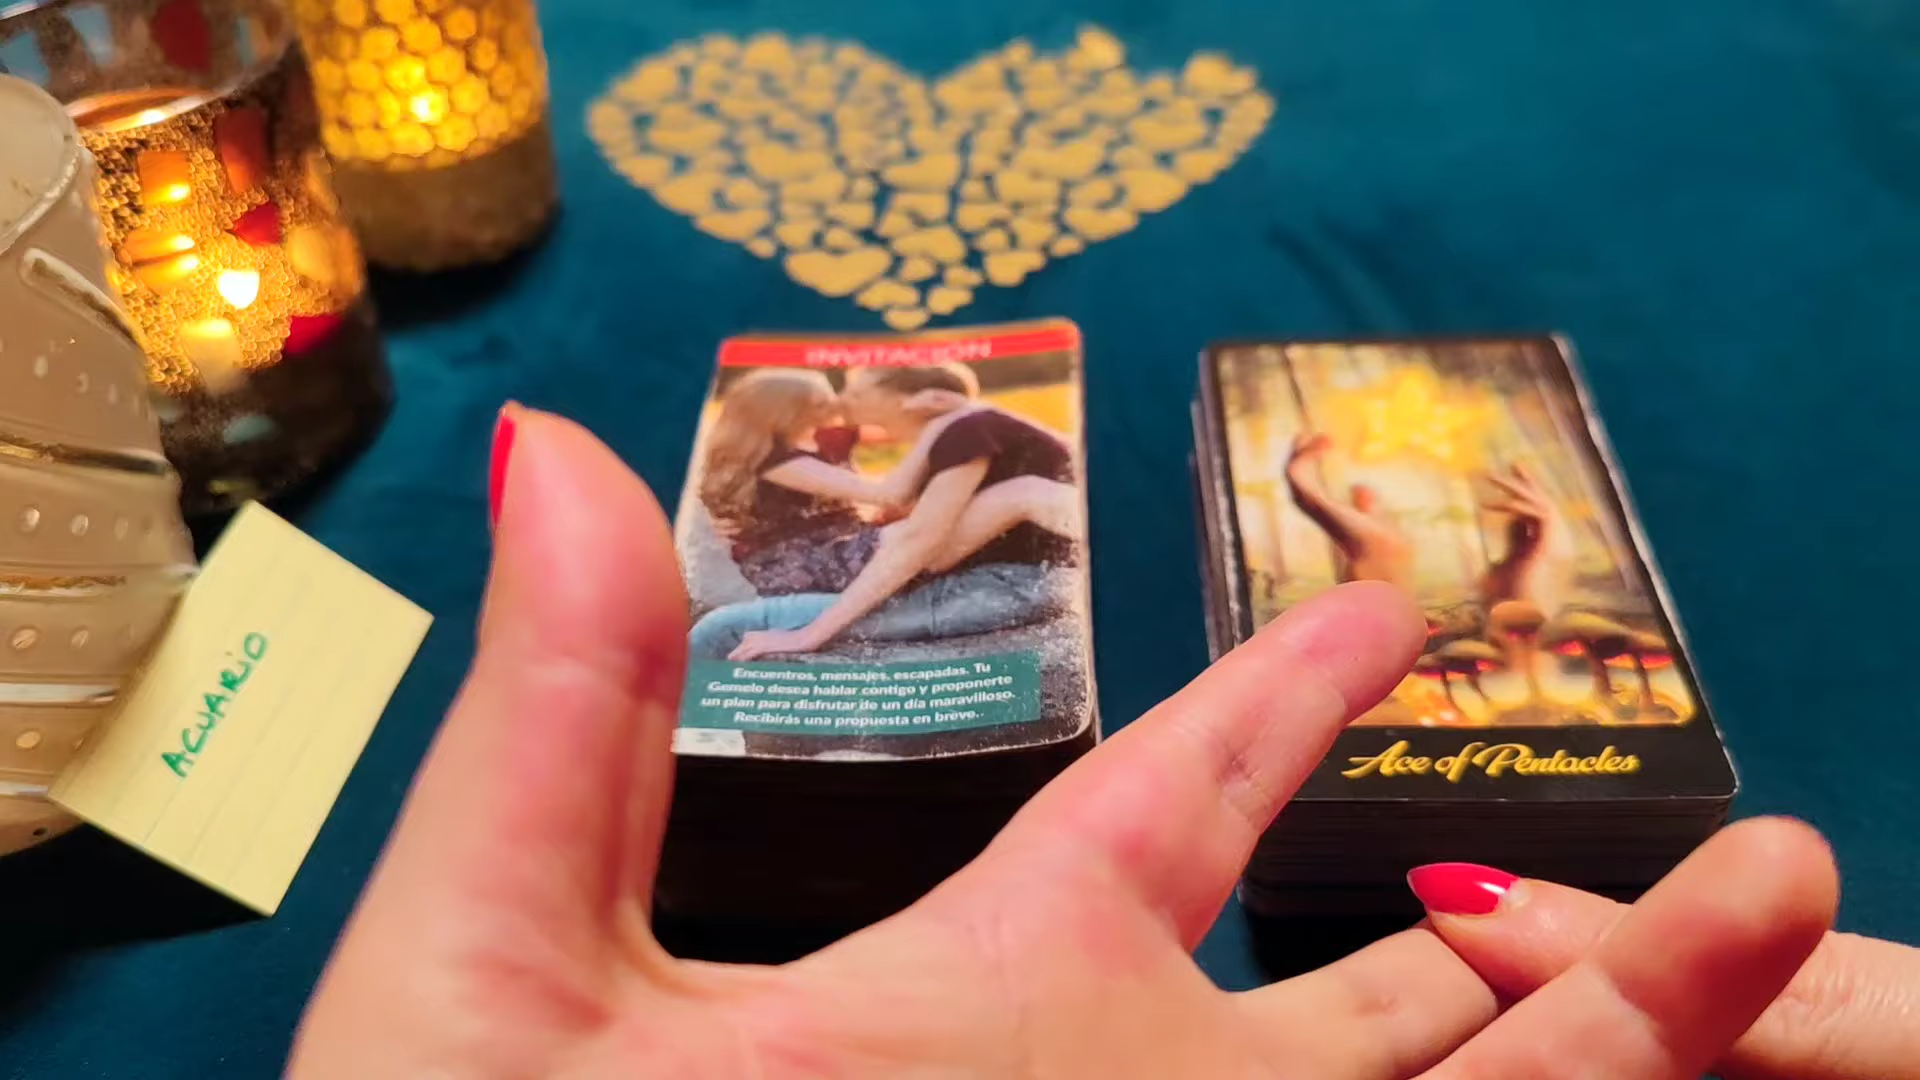 INVITACIÓN
Encuentros, mensajes, escapadas. Tu
Gemelo desea hablar contigo y proponerte
un plan para disfrutar de un día maravilloso.
Recibirás una propuesta en breve.
Ace of Pentacles
ACUARiO